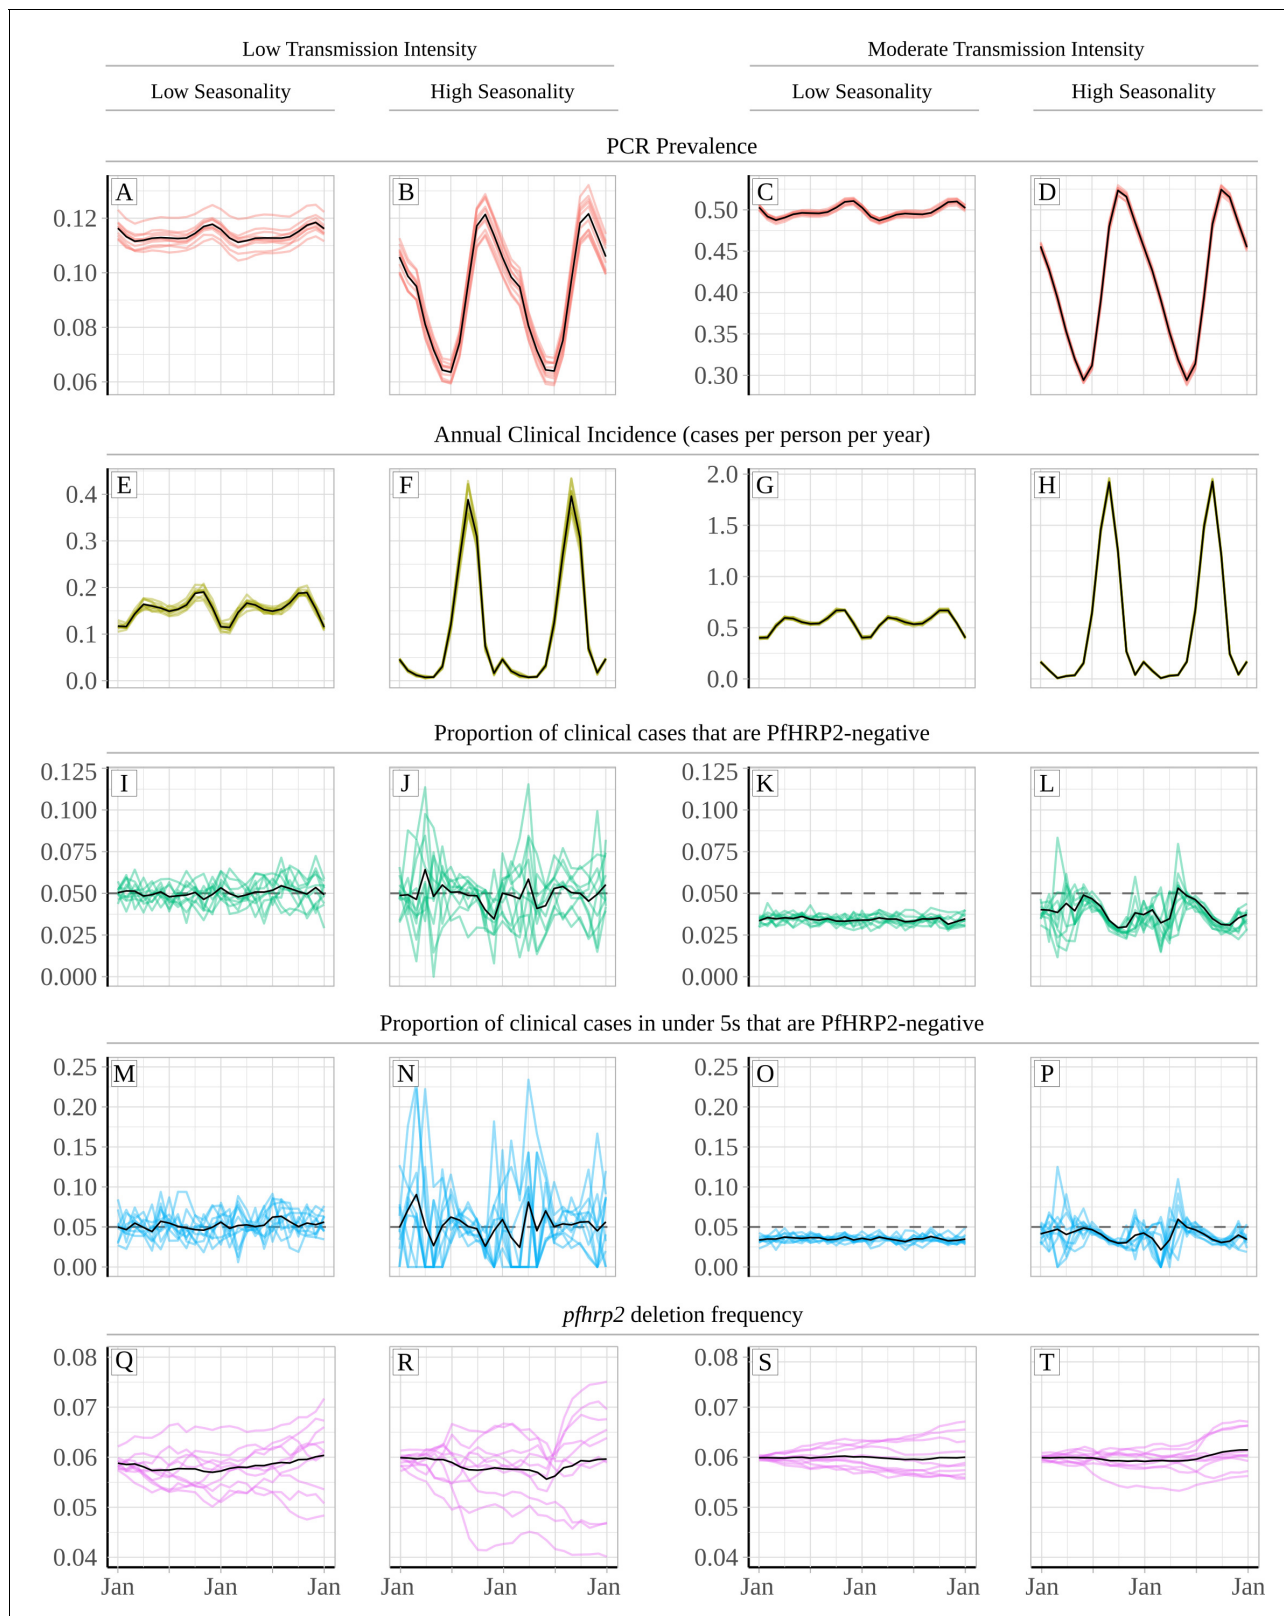 Low Transmission Intensity Moderate Transmission Intensity
Low Seasonality High Seasonality Low Seasonality High Seasonality
PCR Prevalence
A B C D
0.12 0.50
0.10 0.45
0.40
0.08 0.35
0.06 0.30
Annual Clinical Incidence (cases per person per year)
E F G H
0.4 2.0
0.3 1.5
0.2 1.0
0.1 0.5
0.0 0.0
Proportion of clinical cases that are PfHRP2-negative
I J K L
0.125 0.125
0.100 0.100
0.075 0.075
0.050 0.050
0.025 0.025
0.000 0.000
Proportion of clinical cases in under 5s that are PfHRP2-negative
M N O P
0.25 0.25
0.20 0.20
0.15 0.15
0.10 0.10
0.05 0.05
0.00 0.00
pfhrp2 deletion frequency
Q R S T
0.08 0.08
0.07 0.07
0.06 0.06
0.05 0.05
0.04 0.04
Jan Jan Jan Jan Jan Jan Jan Jan Jan Jan Jan Jan